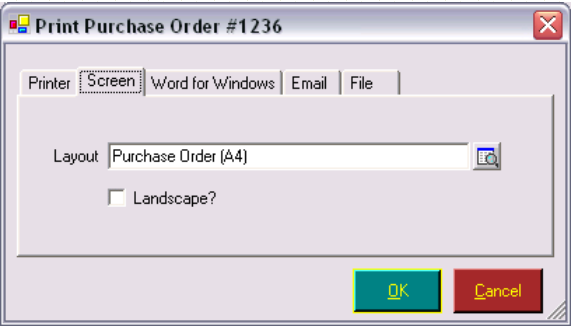 Print Purchase Order #1236
Printer Screen Word for Windows Email File
Layout Purchase Order (A4)
Landscape?
OK Cancel